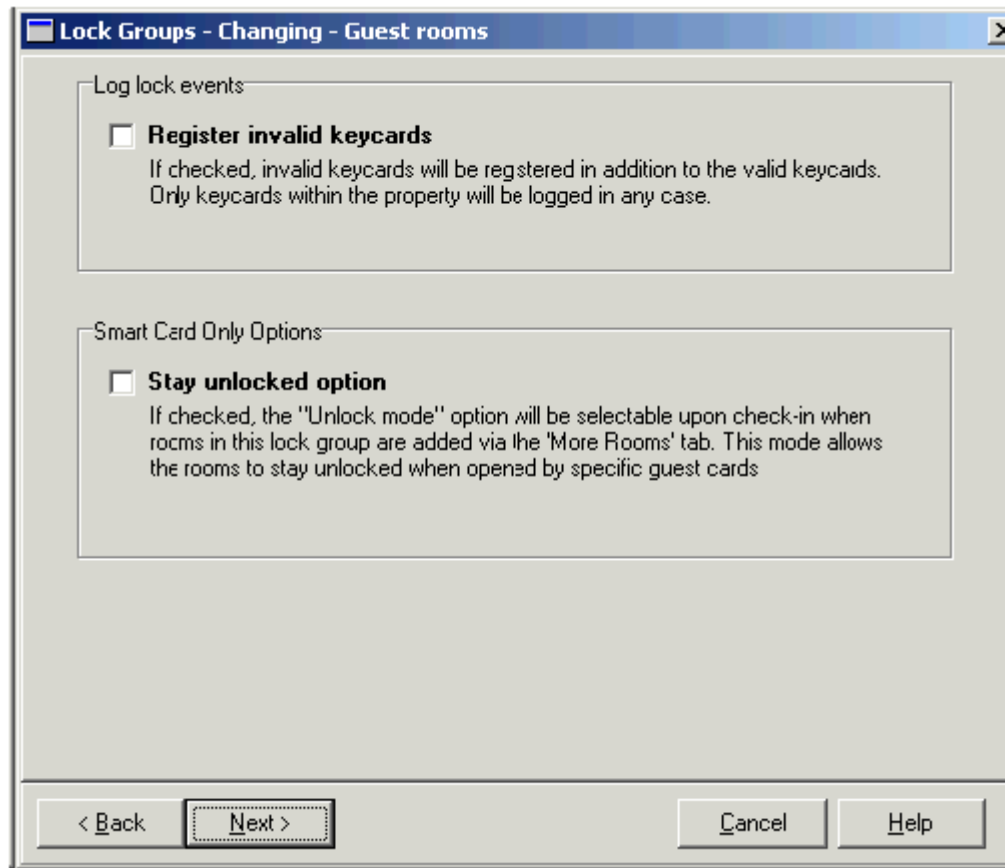 Lock Groups - Changing - Guest rooms
Log lock events
Register invalid keycards
If checked, invalid keycards will be regstered in addition to the valid keycards.
Only keycards within the property will be logged in any case.
Smart Card Only Options
Stay unlocked option
If checked, the "Unlock mode" option will be selectable upon check-in when
rooms in this lock group are added via the 'More Rooms' tab. This mode allows
the rooms to stay unlocked when opened by specific guest cards
< Back
Next >
Cancel
Help